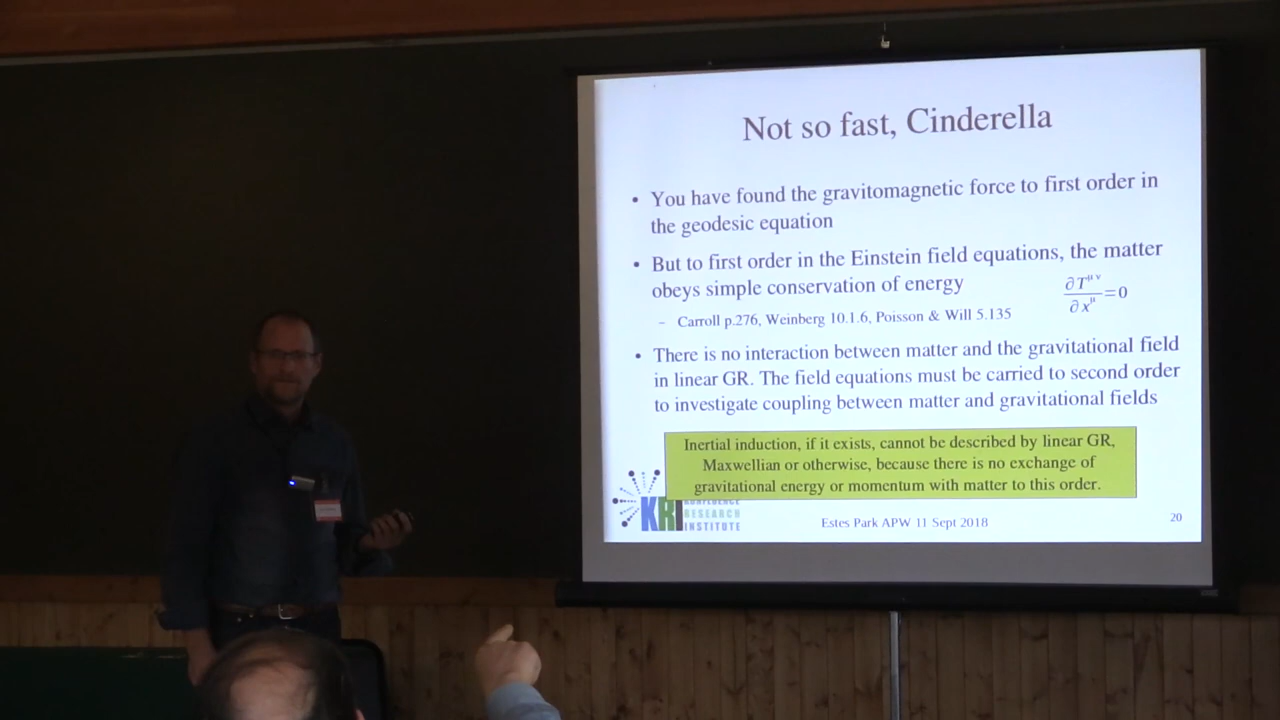 Not so fast, Cinderella
• You have found the gravitomagnetic force to first order in
the geodesic equation
• But to first order in the Einstein field equations, the matter
obeys simple conservation of energy
∂T^μν / ∂x^μ = 0
– Carroll p.276, Weinberg 10.1.6, Poisson & Will 5.135
• There is no interaction between matter and the gravitational field
in linear GR. The field equations must be carried to second order
to investigate coupling between matter and gravitational fields
Inertial induction, if it exists, cannot be described by linear GR,
Maxwellian or otherwise, because there is no exchange of
gravitational energy or momentum with matter to this order.
KRI
RESEARCH
INSTITUTE
Estes Park APW 11 Sept 2018
20